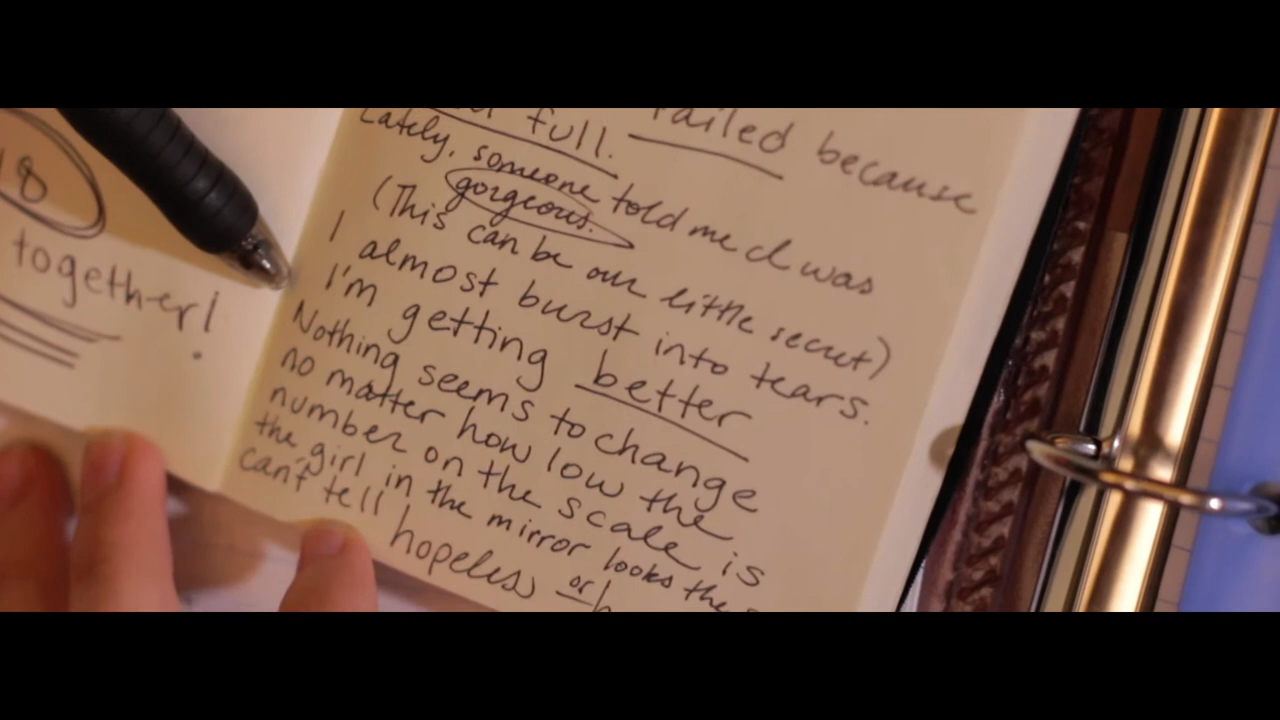 18
together!
full. failed because
Lately, someone told me I was
gorgeous.
(This can be our little secret)
I almost burst into tears.
I'm getting better
Nothing seems to change
no matter how low the
number on the scale is
the girl in the mirror looks the
can't tell hopeless or